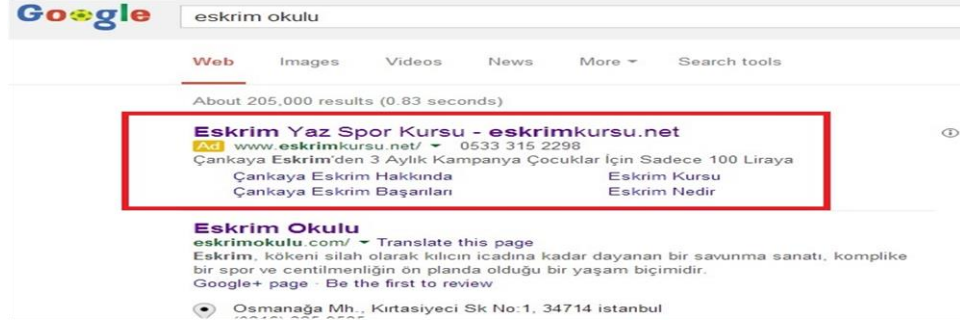 Google
eskrim okulu
Web Images Videos News More Search tools
About 205,000 results (0.83 seconds)
Eskrim Yaz Spor Kursu - eskrimkursu.net
Ad www.eskrimkursu.net/ 0533 315 2298
Çankaya Eskrim'den 3 Aylık Kampanya Çocuklar İçin Sadece 100 Liraya
Çankaya Eskrim Hakkında Eskrim Kursu
Çankaya Eskrim Başarıları Eskrim Nedir
Eskrim Okulu
eskrimokulu.com/ Translate this page
Eskrim, kökeni silah olarak kılıcın icadına kadar dayanan bir savunma sanatı, komplike
bir spor ve centilmenliğin ön planda olduğu bir yaşam biçimidir.
Google+ page · Be the first to review
Osmanağa Mh., Kırtasiyeci Sk No:1, 34714 istanbul